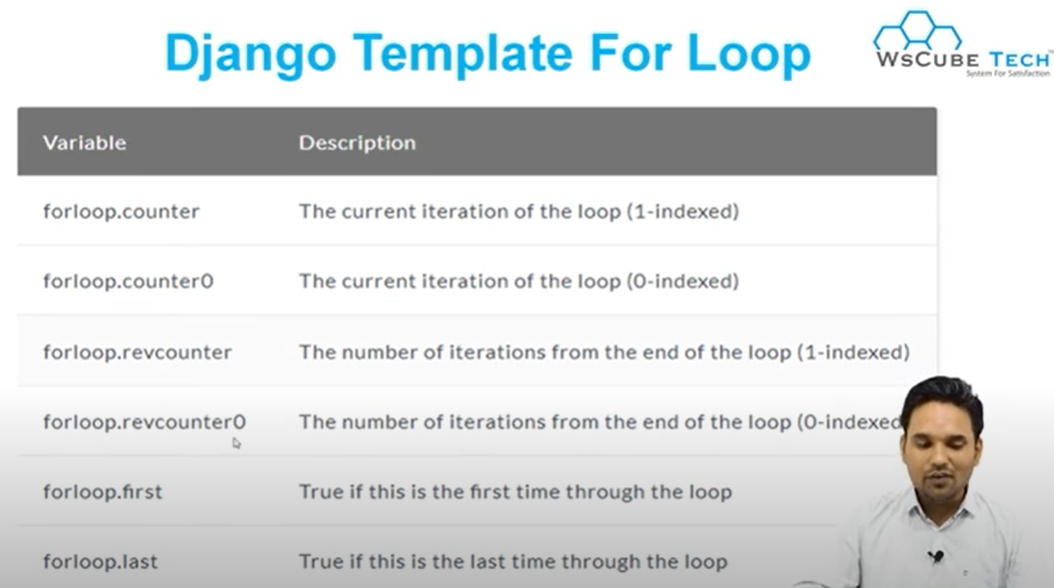 Django Template For Loop
WSCUBE TECH
System For Satisfaction
Variable Description
forloop.counter The current iteration of the loop (1-indexed)
forloop.counter0 The current iteration of the loop (0-indexed)
forloop.revcounter The number of iterations from the end of the loop (1-indexed)
forloop.revcounter0 The number of iterations from the end of the loop (0-indexed
forloop.first True if this is the first time through the loop
forloop.last True if this is the last time through the loop